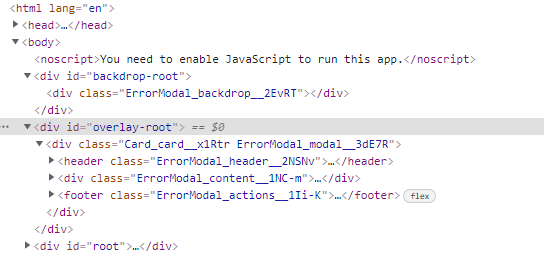 <html lang="en">
▶<head>…</head>
▼<body>
<noscript>You need to enable JavaScript to run this app.</noscript>
▼<div id="backdrop-root">
<div class="ErrorModal_backdrop__2EvRT"></div>
</div>
… ▼<div id="overlay-root"> == $0
▼<div class="Card_card__x1Rtr ErrorModal_modal__3dE7R">
▶<header class="ErrorModal_header__2NSNv">…</header>
▶<div class="ErrorModal_content__1NC-m">…</div>
▶<footer class="ErrorModal_actions__1Ii-K">…</footer> flex
</div>
</div>
▶<div id="root">…</div>